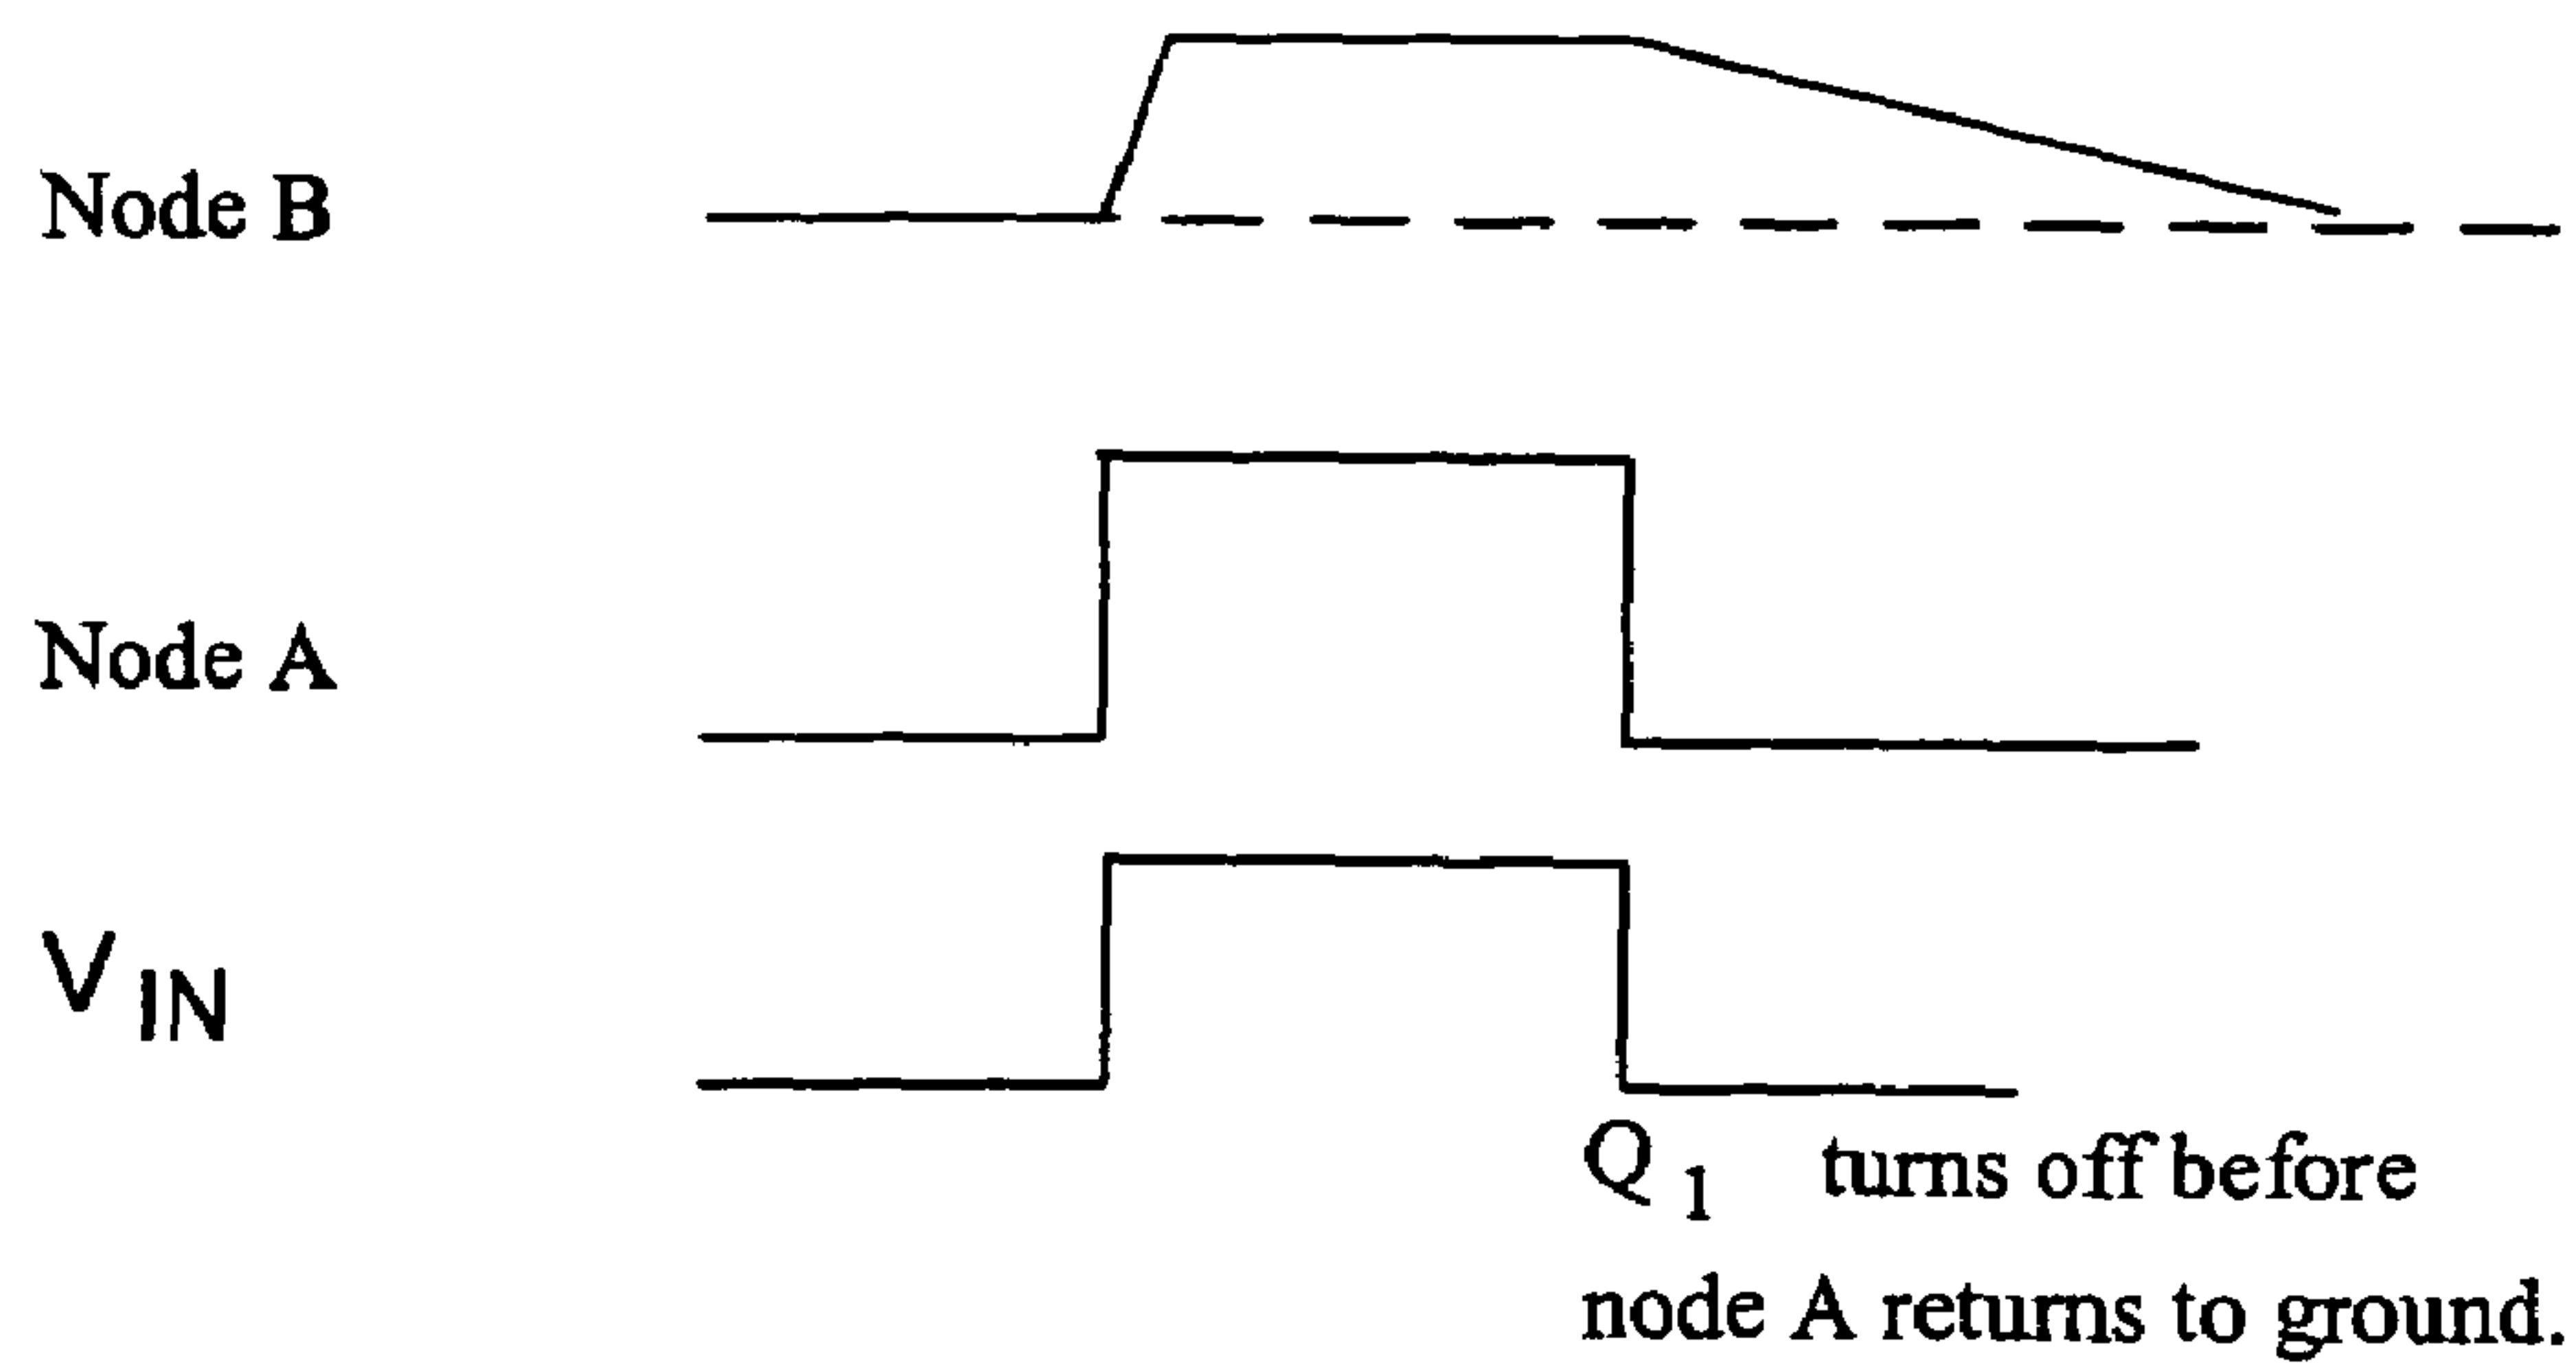 Node B
Node A
V IN
Q 1 turns off before
node A returns to ground.